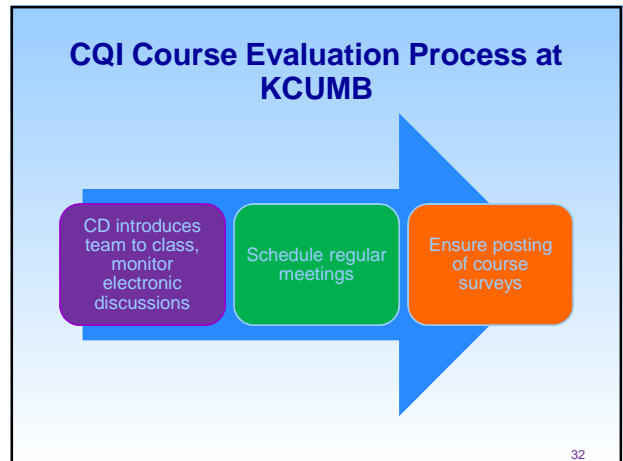 CQI Course Evaluation Process at
KCUMB
CD introduces
team to class,
monitor
electronic
discussions
Schedule regular
meetings
Ensure posting
of course
surveys
32